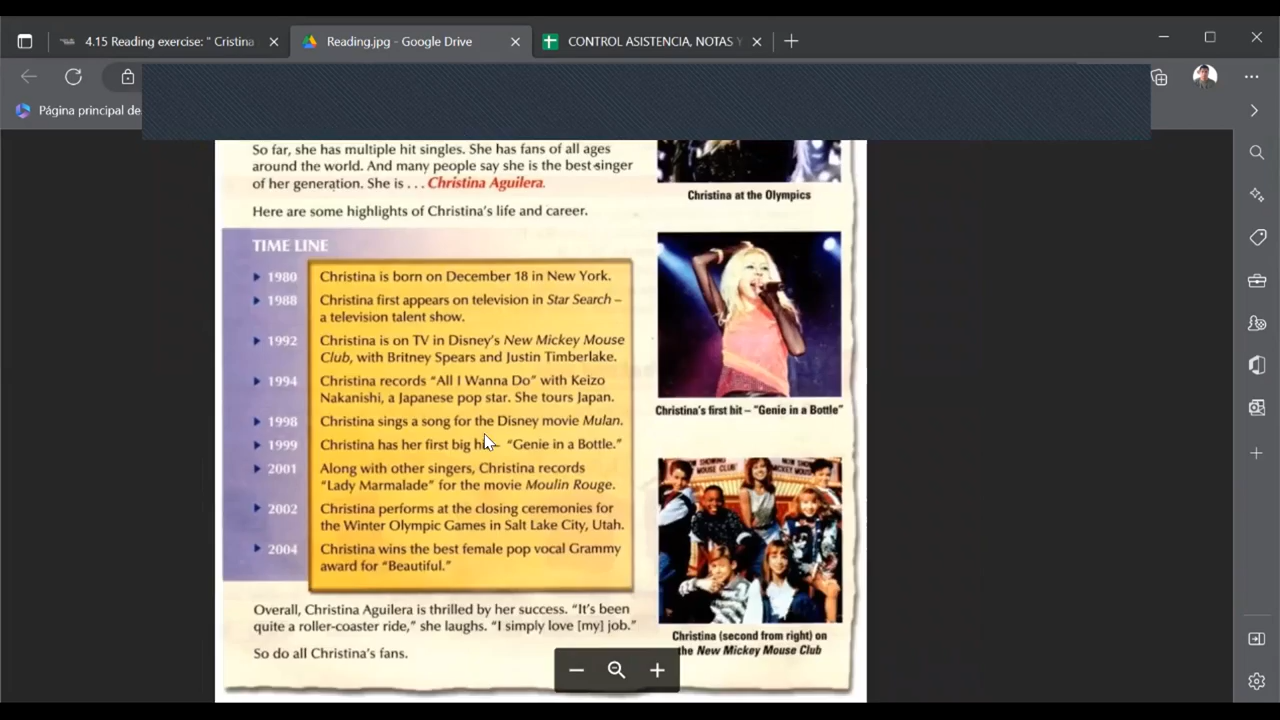 4.15 Reading exercise: " Cristina
Reading.jpg - Google Drive
CONTROL ASISTENCIA, NOTAS Y
Página principal de
So far, she has multiple hit singles. She has fans of all ages
around the world. And many people say she is the best singer
of her generation. She is . . . Christina Aguilera.
Here are some highlights of Christina's life and career.
Christina at the Olympics
TIME LINE
1980 Christina is born on December 18 in New York.
1988 Christina first appears on television in Star Search –
a television talent show.
1992 Christina is on TV in Disney's New Mickey Mouse
Club, with Britney Spears and Justin Timberlake.
1994 Christina records "All I Wanna Do" with Keizo
Nakanishi, a Japanese pop star. She tours Japan.
1998 Christina sings a song for the Disney movie Mulan.
1999 Christina has her first big – "Genie in a Bottle."
2001 Along with other singers, Christina records
"Lady Marmalade" for the movie Moulin Rouge.
2002 Christina performs at the closing ceremonies for
the Winter Olympic Games in Salt Lake City, Utah.
2004 Christina wins the best female pop vocal Grammy
award for "Beautiful."
Christina's first hit – "Genie in a Bottle"
Overall, Christina Aguilera is thrilled by her success. "It's been
quite a roller-coaster ride," she laughs. "I simply love [my] job."
So do all Christina's fans.
Christina (second from right) on
the New Mickey Mouse Club